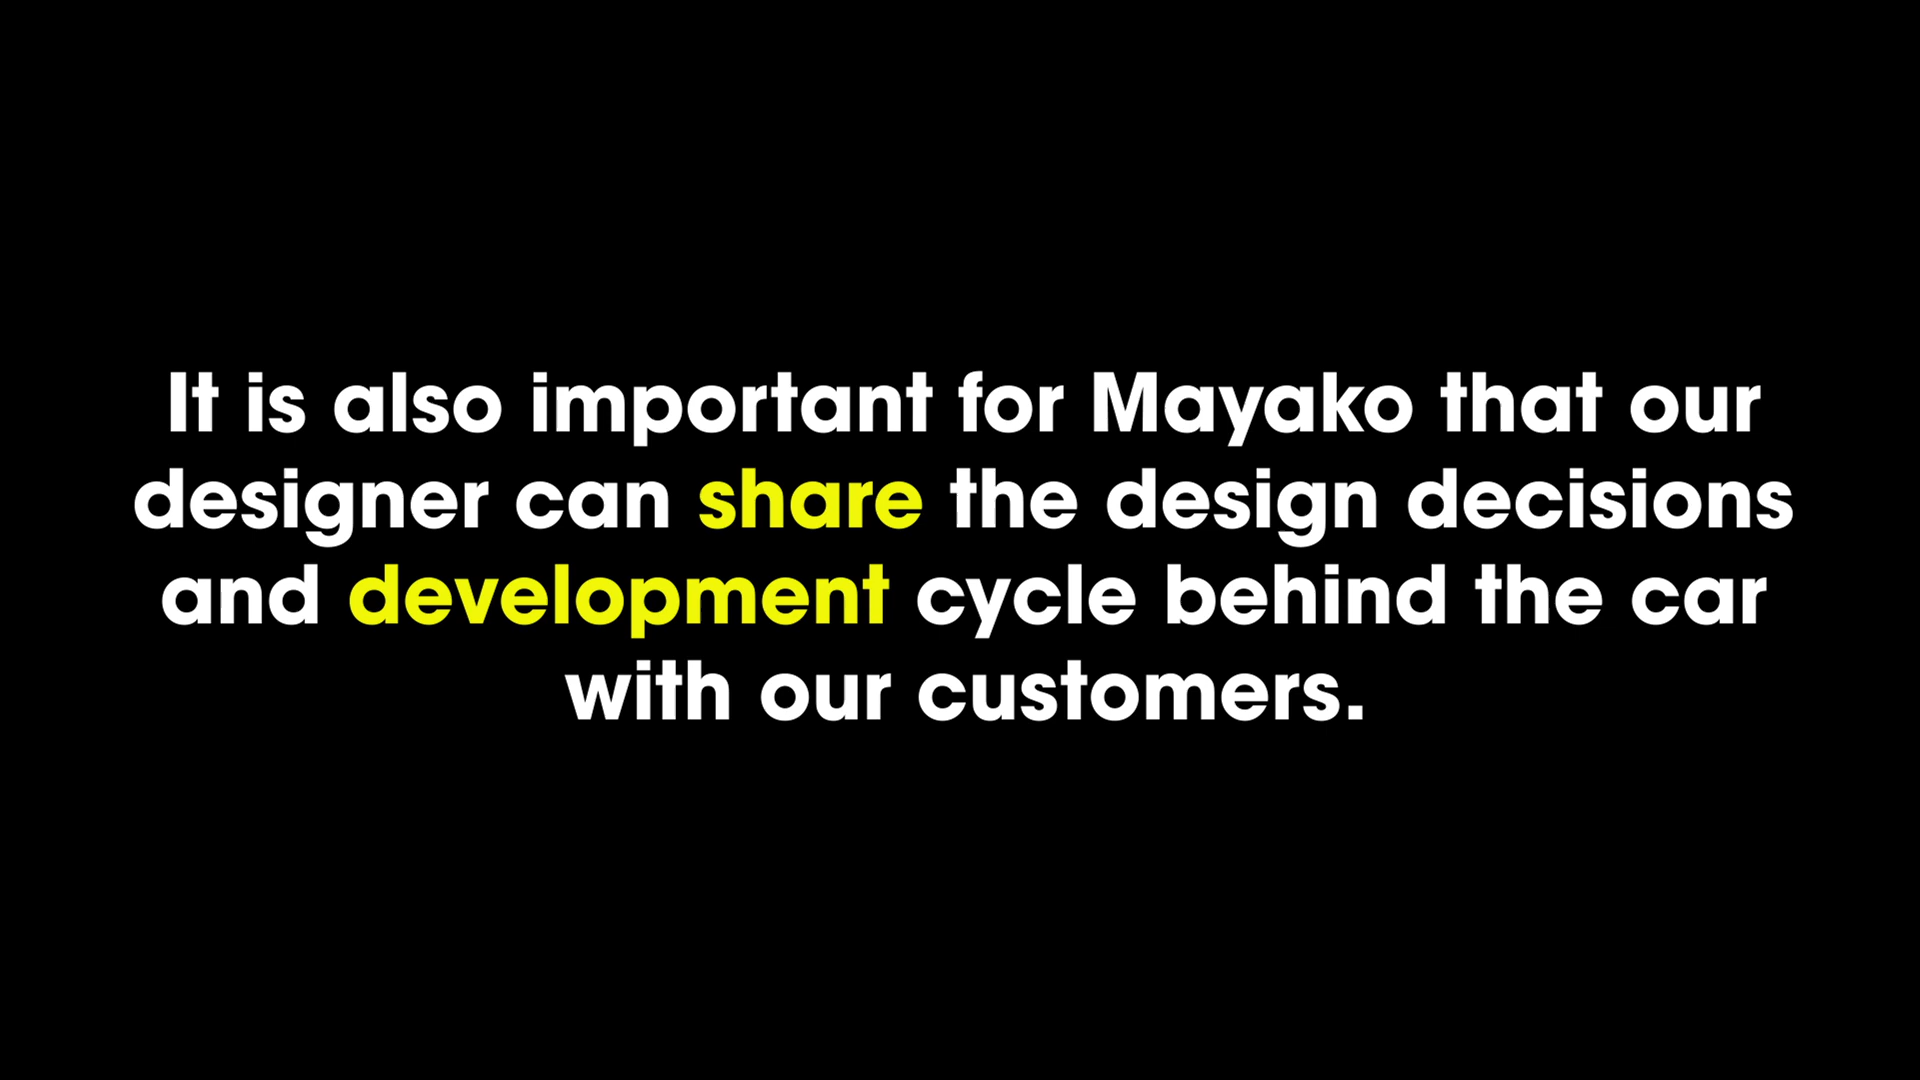 It is also important for Mayako that our
designer can share the design decisions
and development cycle behind the car
with our customers.